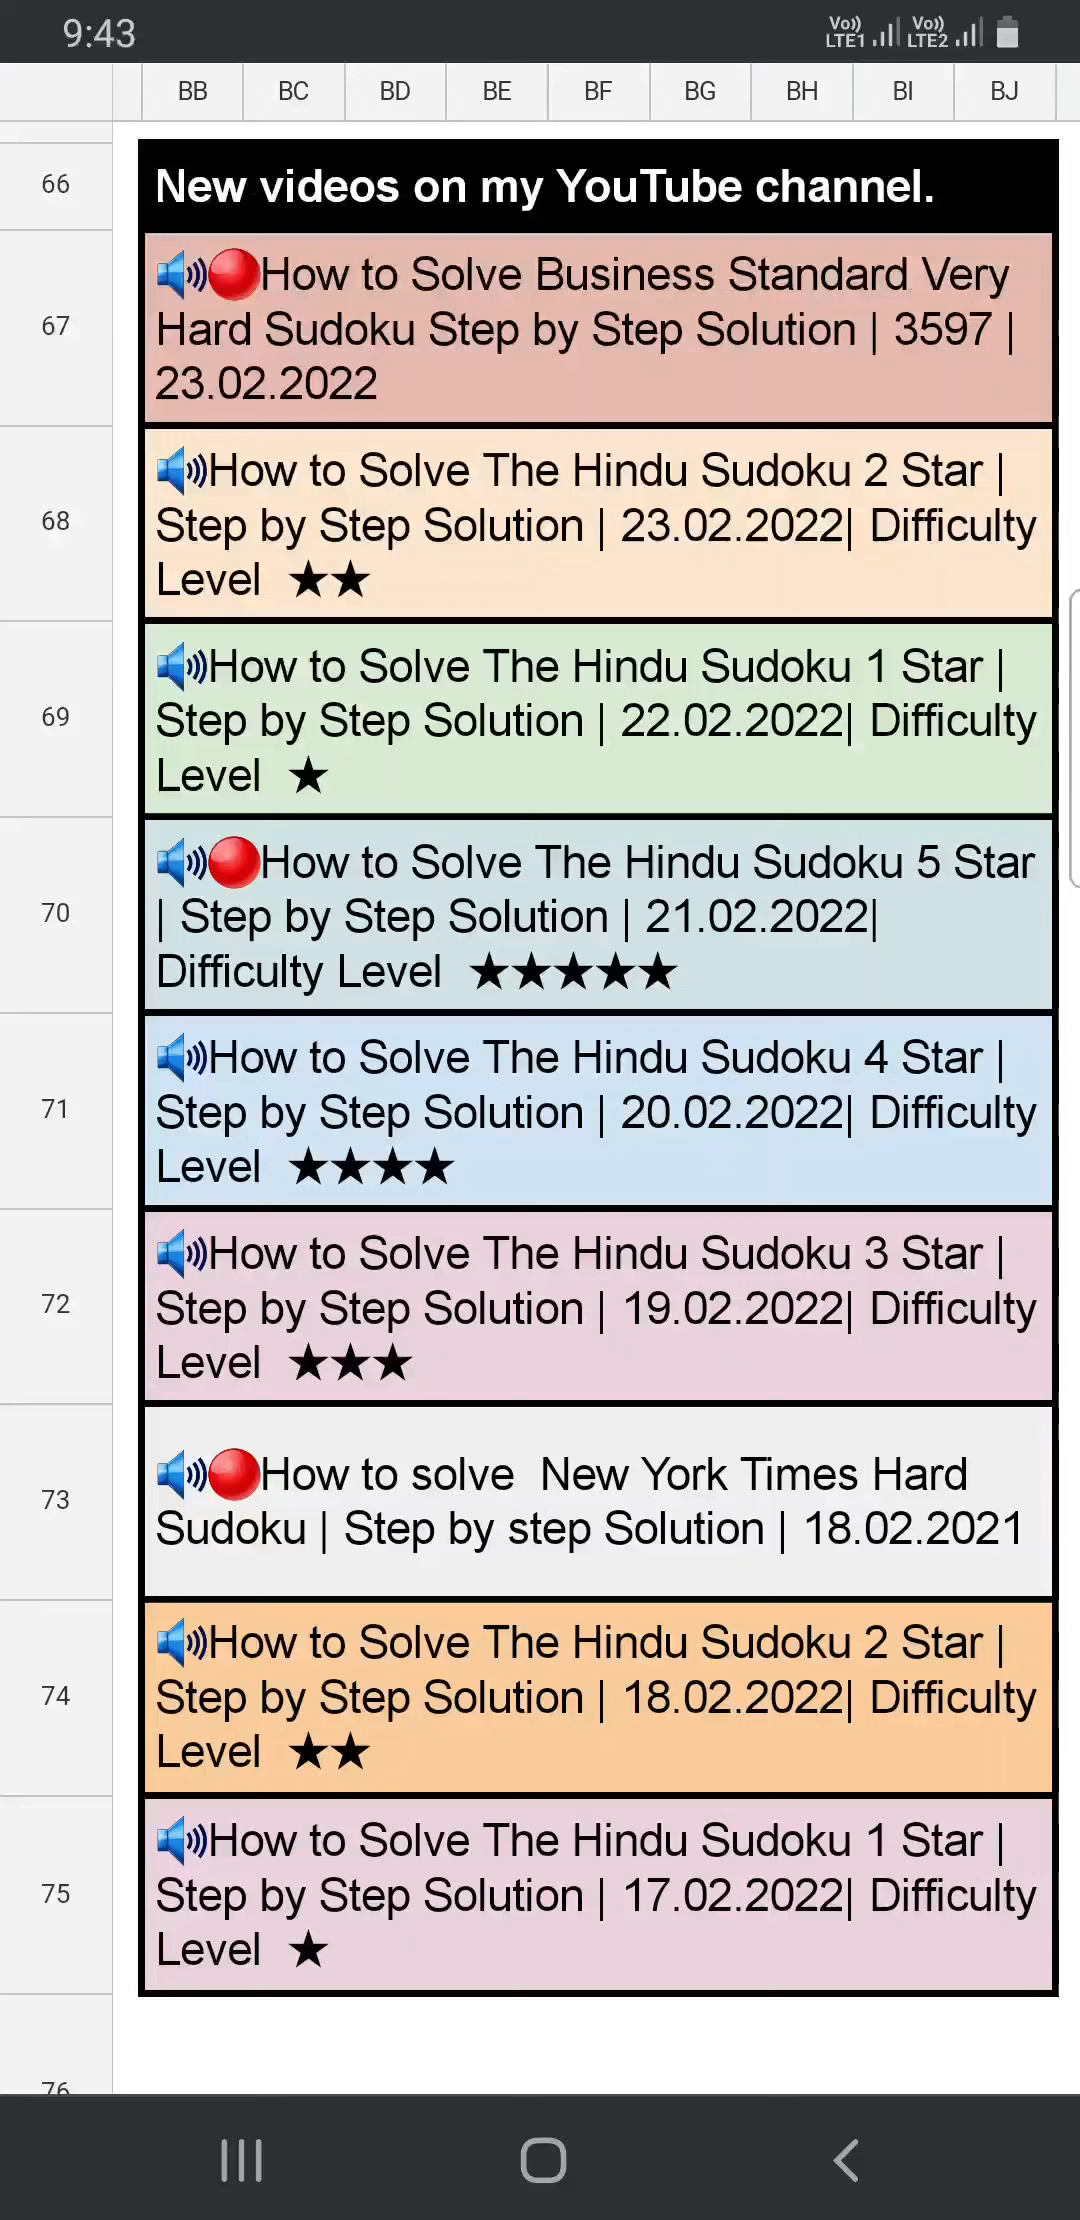 9:43
Vo)) LTE1 Vo)) LTE2
BB BC BD BE BF BG BH BI BJ
66
New videos on my YouTube channel.
67
🔊🔴How to Solve Business Standard Very
Hard Sudoku Step by Step Solution | 3597 |
23.02.2022
68
🔊How to Solve The Hindu Sudoku 2 Star |
Step by Step Solution | 23.02.2022| Difficulty
Level ★★
69
🔊How to Solve The Hindu Sudoku 1 Star |
Step by Step Solution | 22.02.2022| Difficulty
Level ★
70
🔊🔴How to Solve The Hindu Sudoku 5 Star
| Step by Step Solution | 21.02.2022|
Difficulty Level ★★★★★
71
🔊How to Solve The Hindu Sudoku 4 Star |
Step by Step Solution | 20.02.2022| Difficulty
Level ★★★★
72
🔊How to Solve The Hindu Sudoku 3 Star |
Step by Step Solution | 19.02.2022| Difficulty
Level ★★★
73
🔊🔴How to solve  New York Times Hard
Sudoku | Step by step Solution | 18.02.2021
74
🔊How to Solve The Hindu Sudoku 2 Star |
Step by Step Solution | 18.02.2022| Difficulty
Level ★★
75
🔊How to Solve The Hindu Sudoku 1 Star |
Step by Step Solution | 17.02.2022| Difficulty
Level ★
76